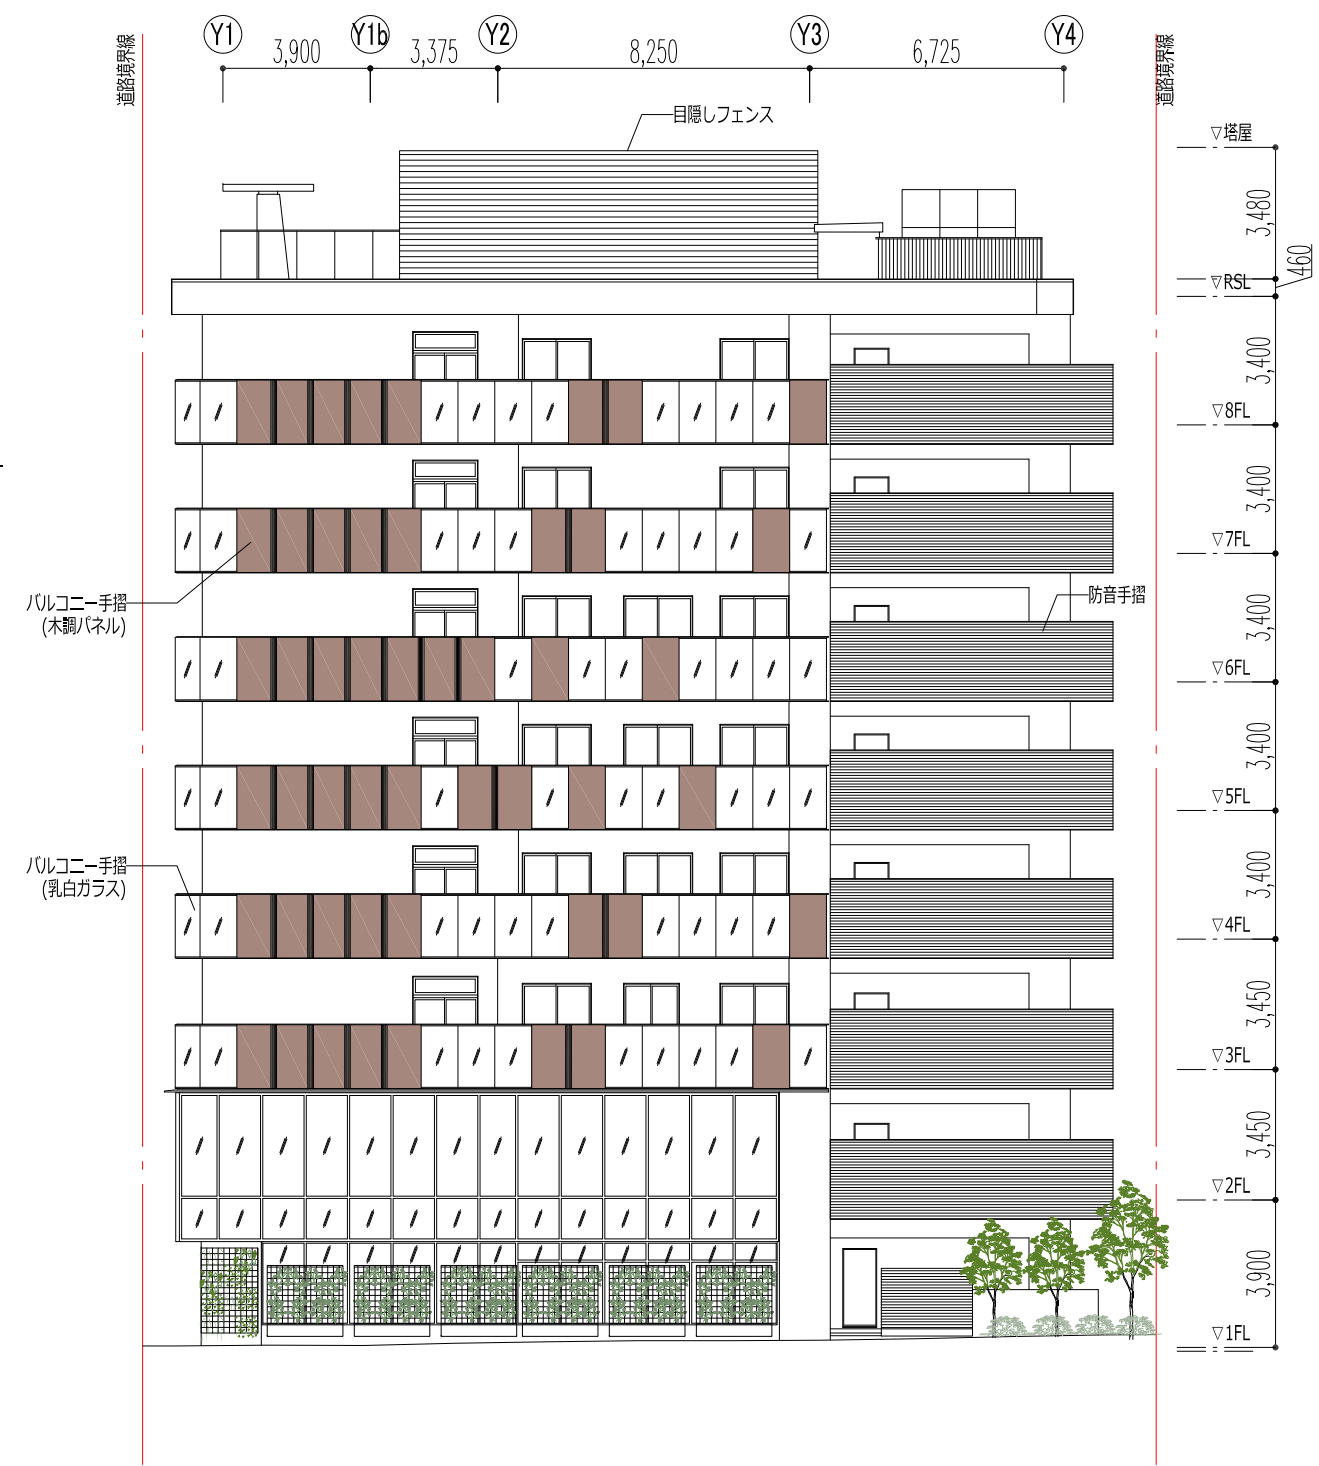 Y1
Y1b
Y2
Y3
Y4
3,900
3,375
8,250
6,725
道路境界線
道路境界線
目隠しフェンス
▽塔屋
3,480
460
▽RSL
3,400
▽8FL
3,400
▽7FL
バルコニー手摺
(木調パネル)
防音手摺
3,400
▽6FL
3,400
▽5FL
バルコニー手摺
(乳白ガラス)
3,400
▽4FL
3,450
▽3FL
3,450
▽2FL
3,900
▽1FL